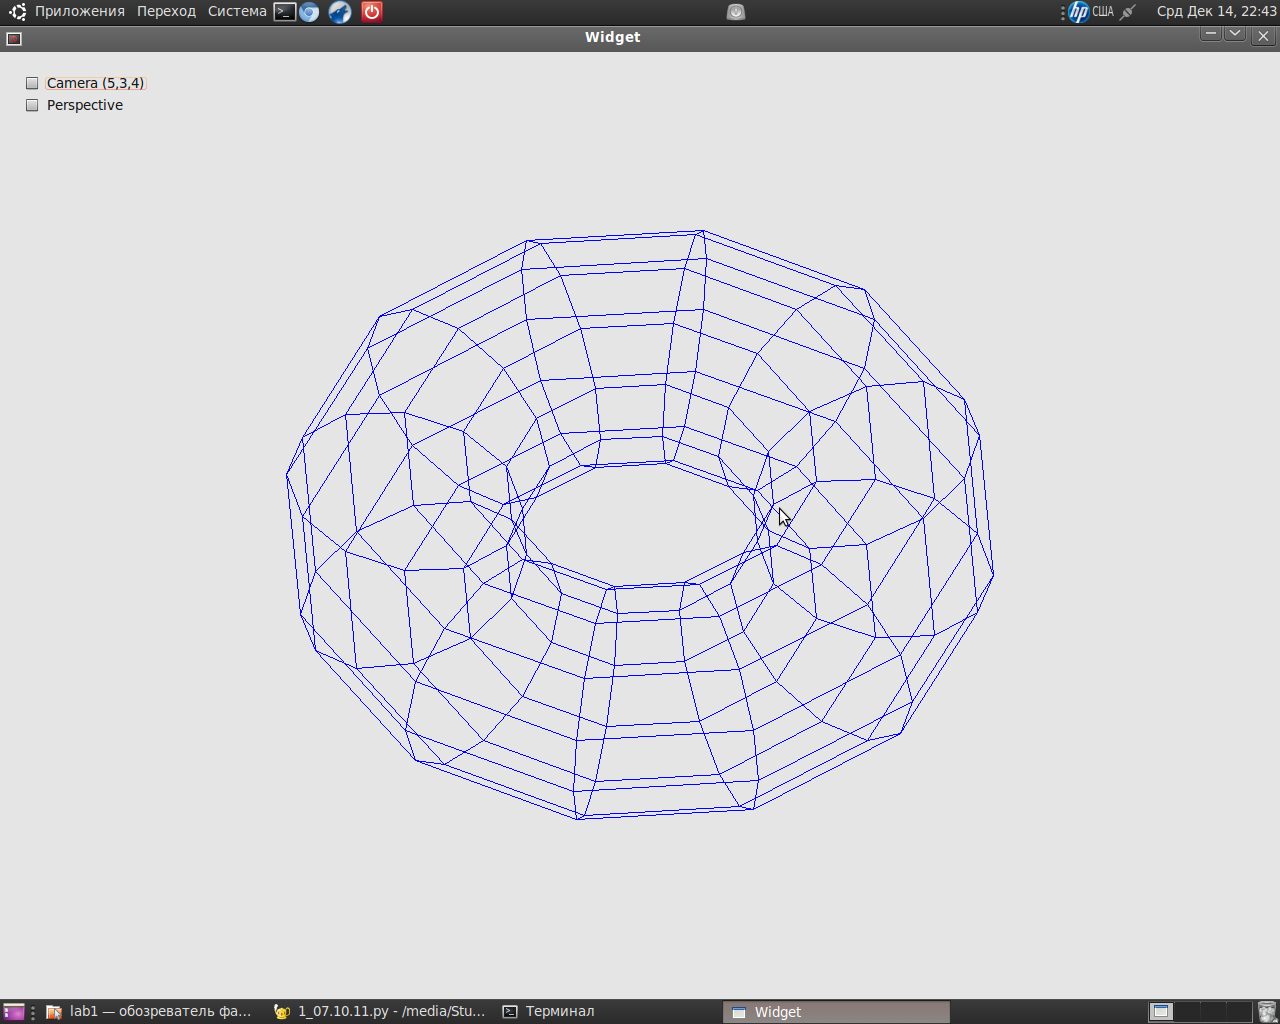 Приложения Переход Система США Срд Дек 14, 22:43
Widget
Camera (5,3,4)
Perspective
lab1 — обозреватель фа... 1_07.10.11.py - /media/Stu... Терминал Widget